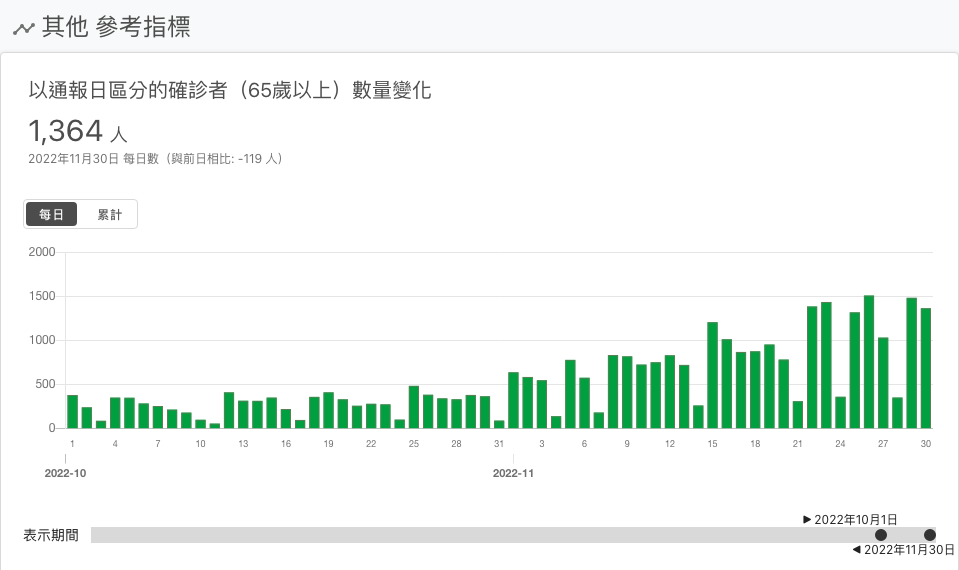 其他 參考指標
以通報日區分的確診者（65歲以上）數量變化
1,364 人
2022年11月30日 每日數（與前日相比: -119 人）
每日 累計
2000
1500
1000
500
0
1 4 7 10 13 16 19 22 25 28 31 3 6 9 12 15 18 21 24 27 30
2022-10 2022-11
▶ 2022年10月1日
表示期間
◀ 2022年11月30日